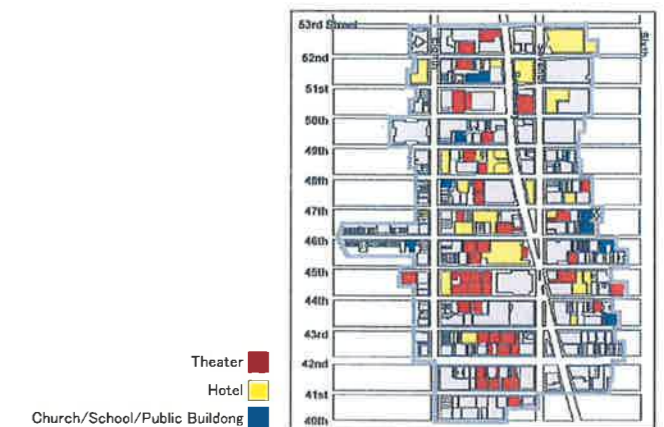 53rd Street
52nd
51st
50th
49th
48th
47th
46th
45th
44th
43rd
42nd
41st
40th
Theater
Hotel
Church/School/Public Buildong